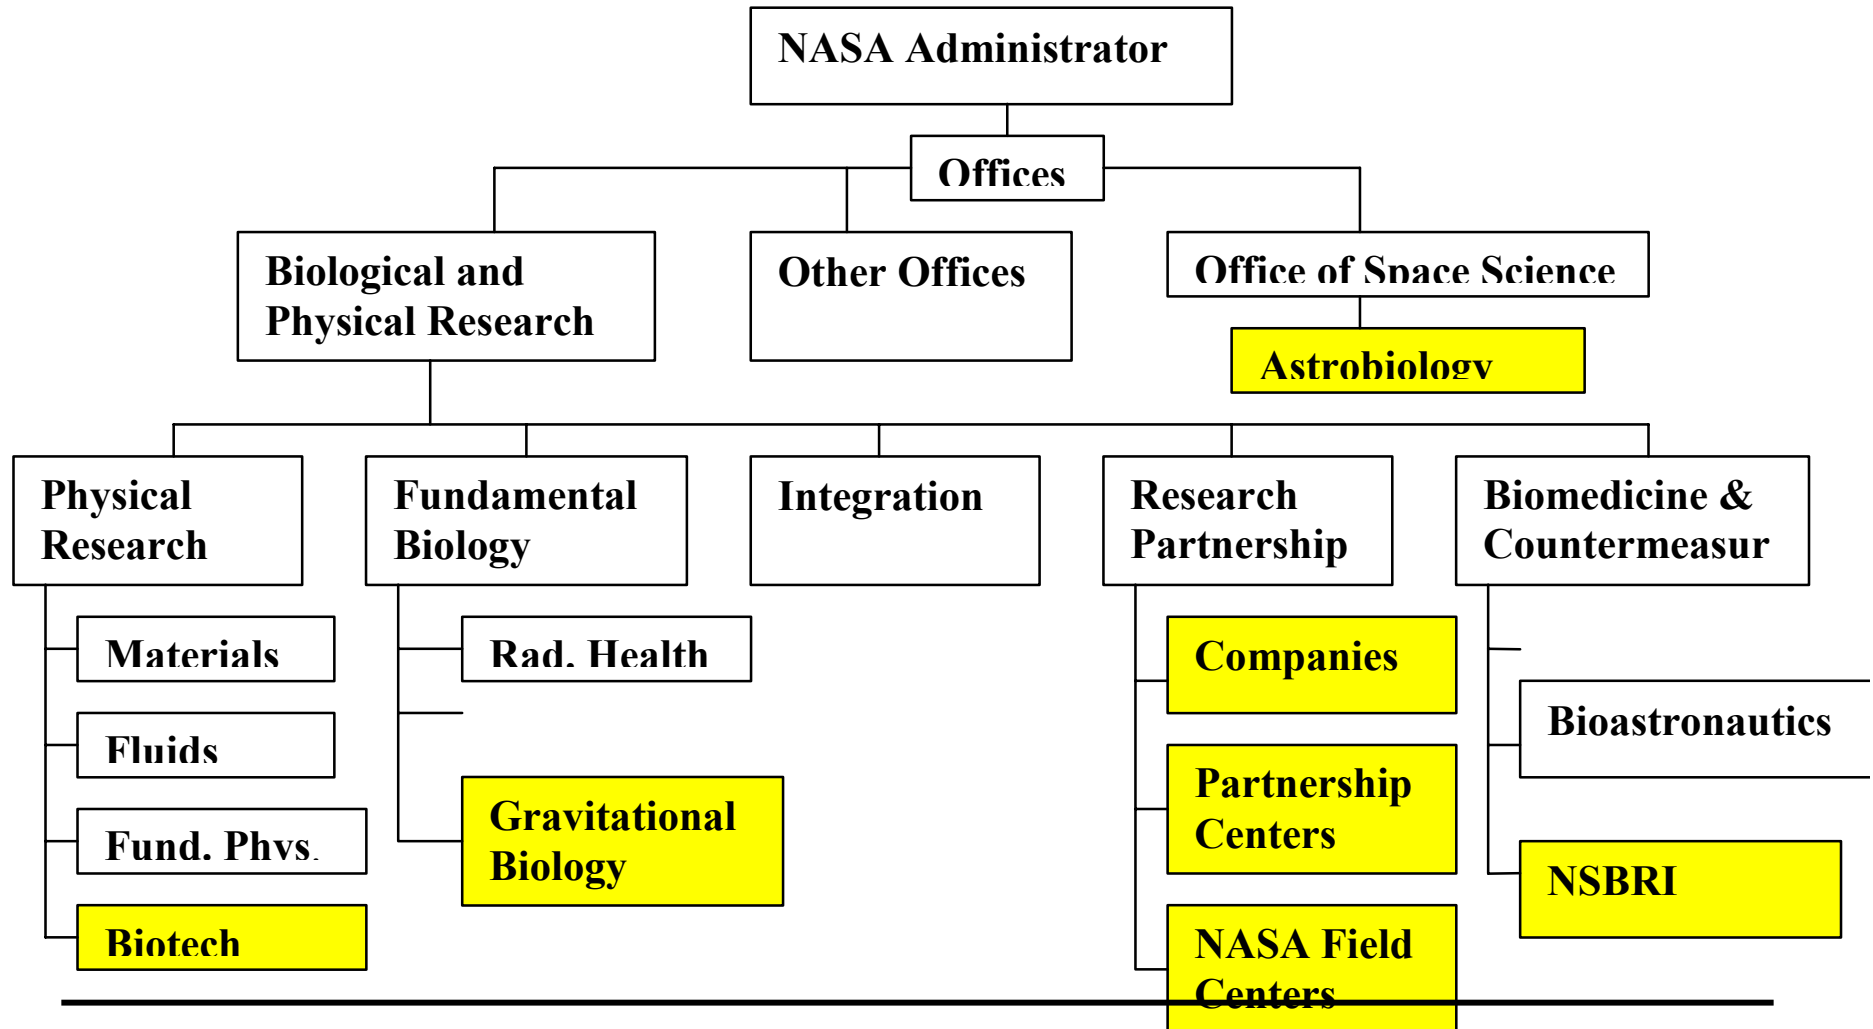 NASA Administrator
Offices
Biological and
Physical Research
Other Offices
Office of Space Science
Astrobiology
Physical
Research
Fundamental
Biology
Integration
Research
Partnership
Biomedicine &
Countermeasur
Materials
Rad. Health
Companies
Bioastronautics
Fluids
Partnership
Centers
Gravitational
Biology
Fund. Phys.
NSBRI
Biotech
NASA Field
Centers